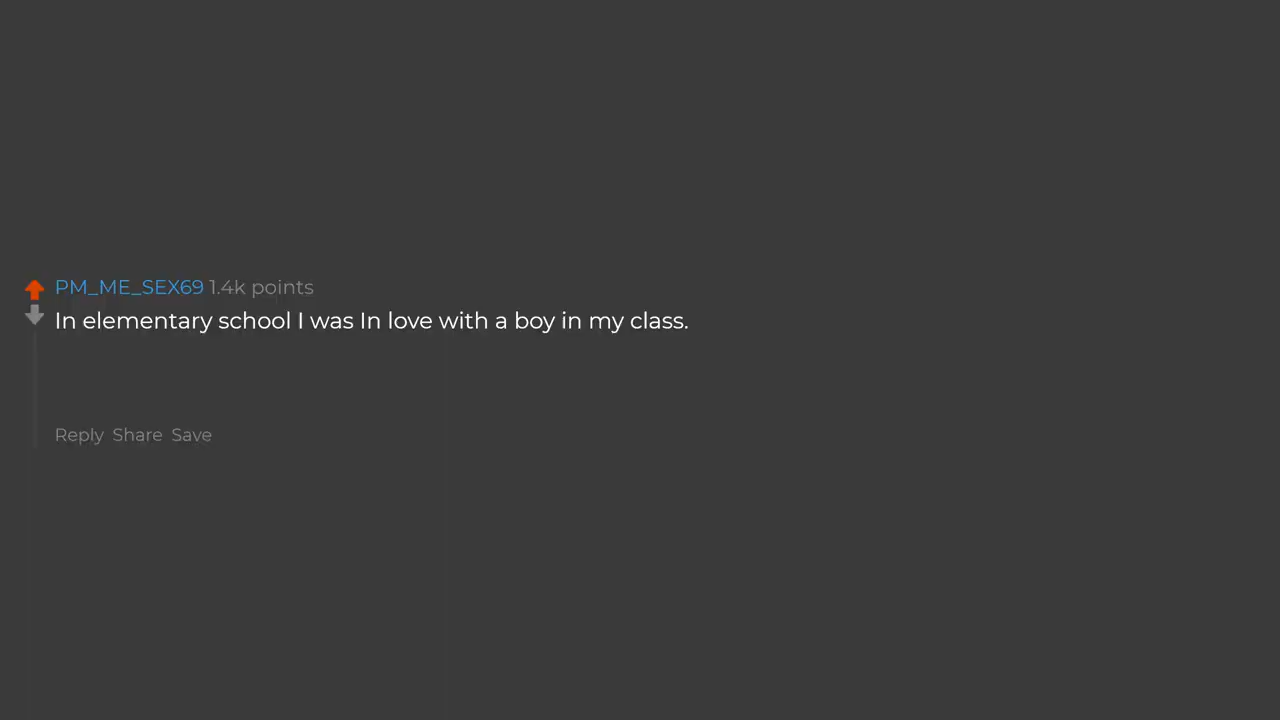 PM_ME_SEX69 1.4k points
In elementary school I was In love with a boy in my class.
Reply Share Save